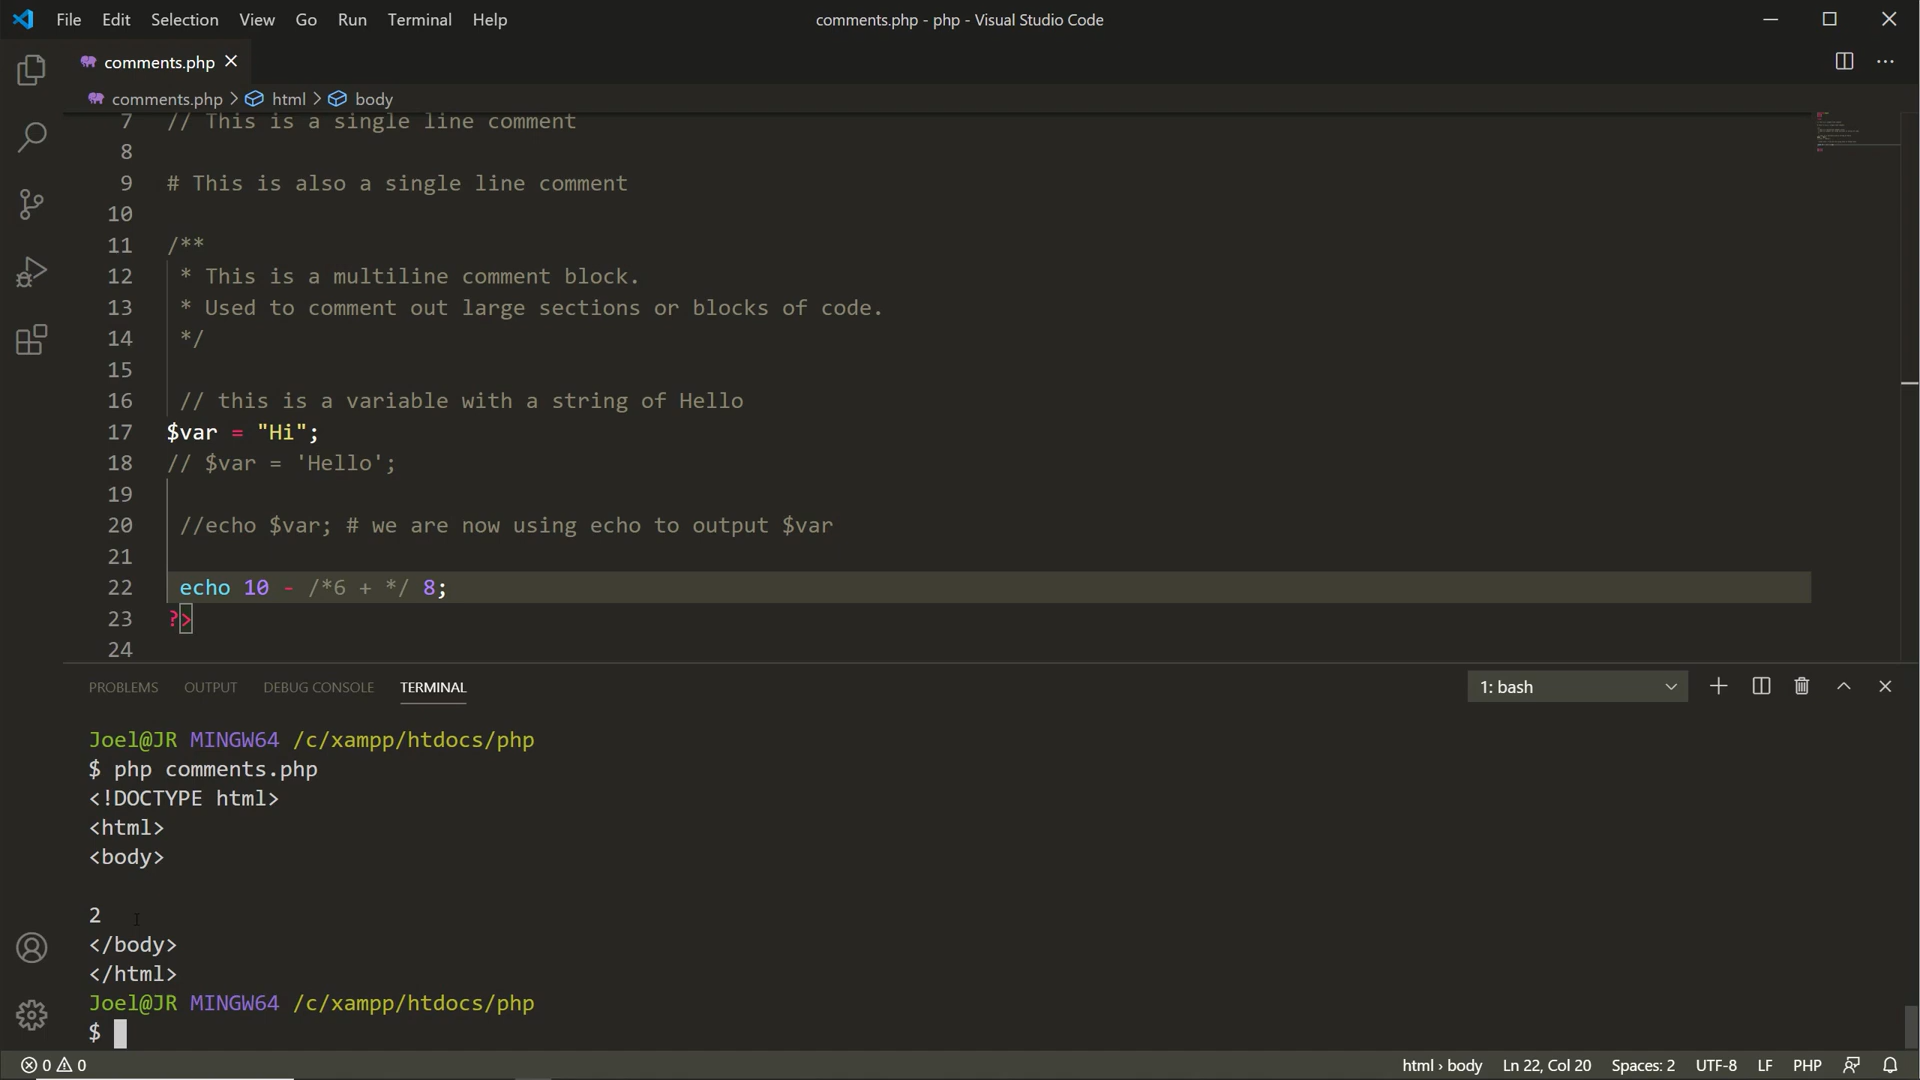 File Edit Selection View Go Run Terminal Help comments.php - php - Visual Studio Code
comments.php
comments.php > html > body
7 // This is a single line comment
8
9 # This is also a single line comment
10
11 /**
12 * This is a multiline comment block.
13 * Used to comment out large sections or blocks of code.
14 */
15
16 // this is a variable with a string of Hello
17 $var = "Hi";
18 // $var = 'Hello';
19
20 //echo $var; # we are now using echo to output $var
21
22 echo 10 - /*6 + */ 8;
23 ?>
24
PROBLEMS OUTPUT DEBUG CONSOLE TERMINAL 1: bash
Joel@JR MINGW64 /c/xampp/htdocs/php
$ php comments.php
<!DOCTYPE html>
<html>
<body>
2
</body>
</html>
Joel@JR MINGW64 /c/xampp/htdocs/php
$
0 0 html › body Ln 22, Col 20 Spaces: 2 UTF-8 LF PHP